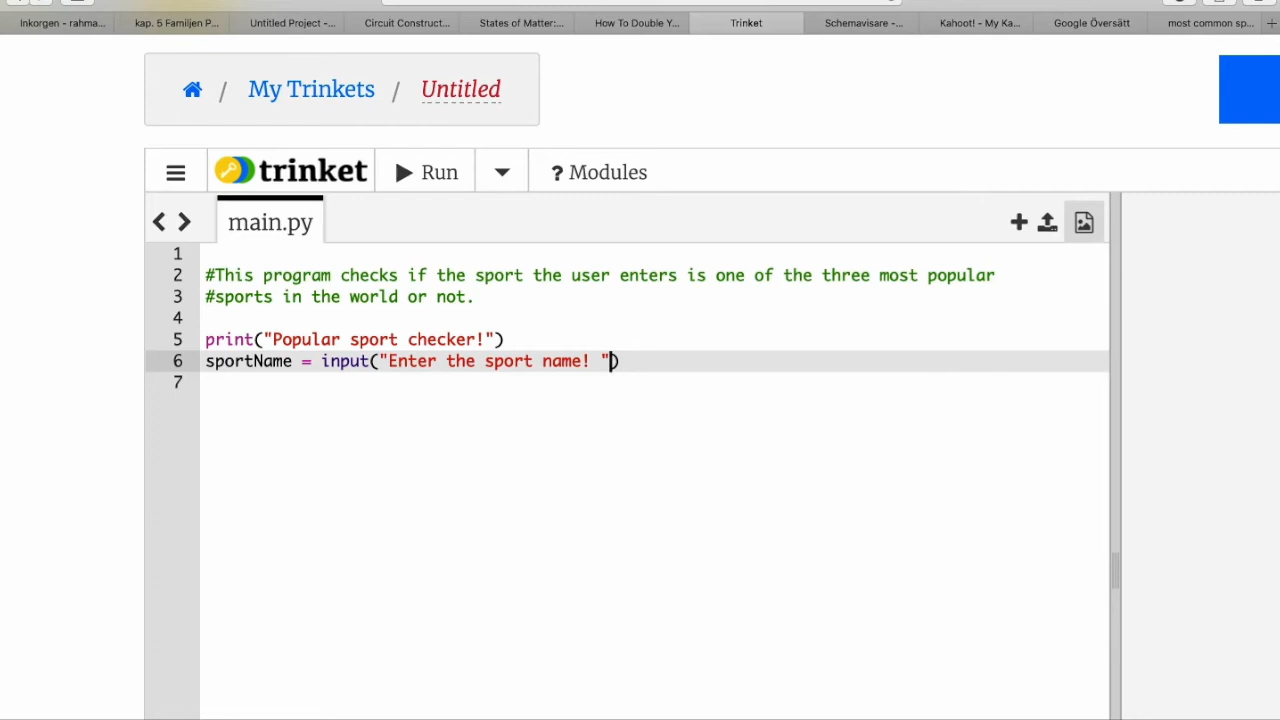 Inkorgen - rahma... kap. 5 Familjen P... Untitled Project -... Circuit Construct... States of Matter:... How To Double Y... Trinket Schemavisare -... Kahoot! - My Ka... Google Översätt most common sp... +
/ My Trinkets / Untitled
trinket Run ? Modules
main.py
1
2 #This program checks if the sport the user enters is one of the three most popular
3 #sports in the world or not.
4
5 print("Popular sport checker!")
6 sportName = input("Enter the sport name! ")
7